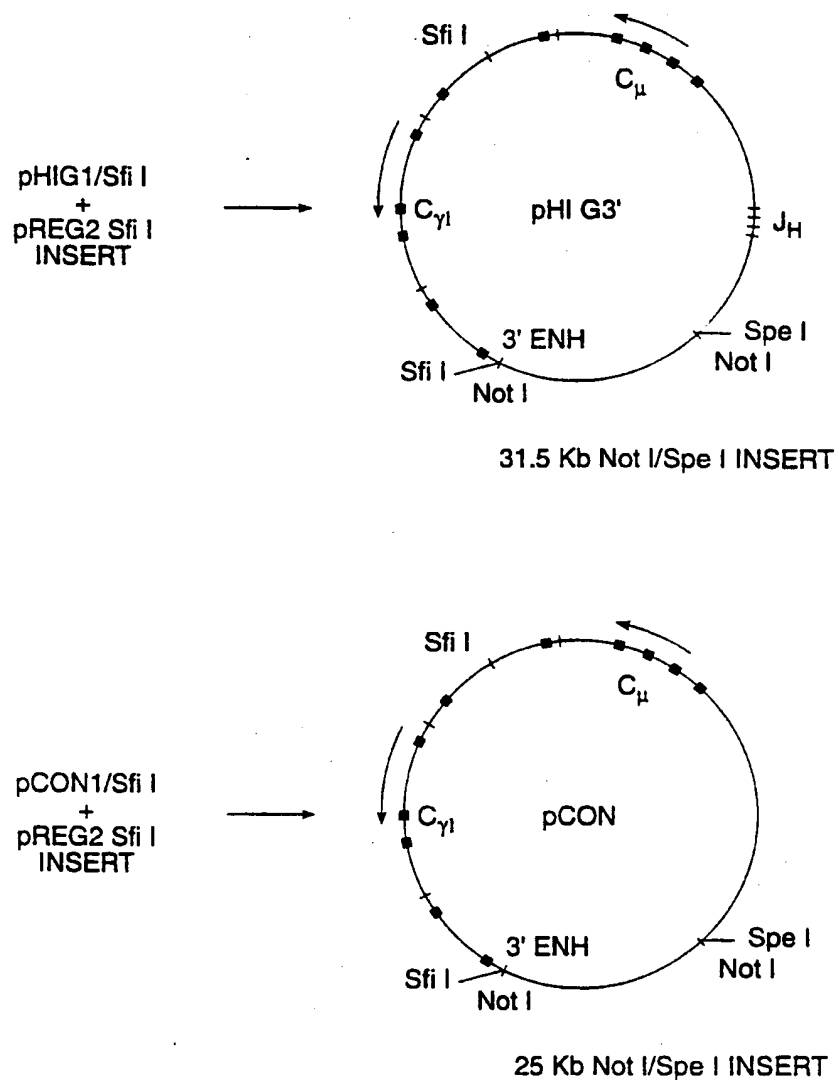 Sfi I
Cμ
pHIG1/Sfi I
+
pREG2 Sfi I
INSERT
CγI
pHI G3'
JH
3' ENH
Sfi I
Not I
Spe I
Not I
31.5 Kb Not I/Spe I INSERT
Sfi I
Cμ
pCON1/Sfi I
+
pREG2 Sfi I
INSERT
CγI
pCON
3' ENH
Sfi I
Not I
Spe I
Not I
25 Kb Not I/Spe I INSERT